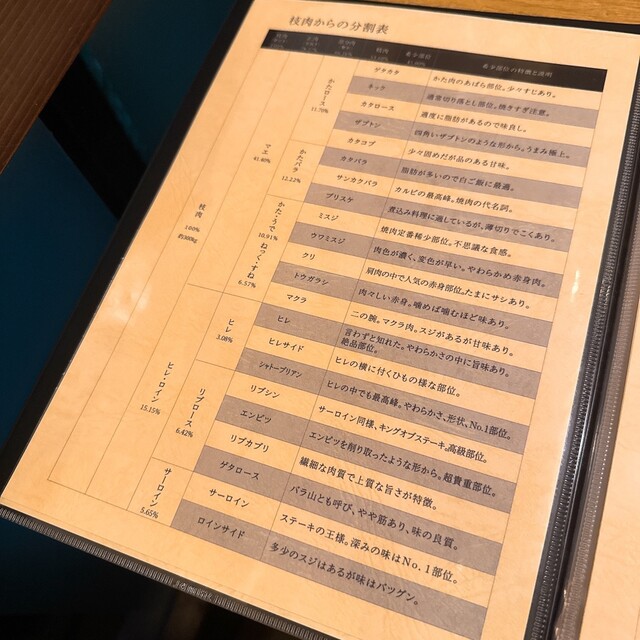 枝肉からの分割表
希少部位の特徴と説明
枝肉
100%
約300kg
マエ
41.40%
かたロース
11.70%
かたバラ
12.22%
かた・うで
10.91%
ねっく・すね
6.57%
ヒレ・ロイン
15.15%
ヒレ
3.08%
リブロース
6.42%
サーロイン
5.65%
ゲタカタ かた肉のあばら部位。少々すじあり。
ネック 通常切り落とし部位。焼きすぎ注意。
カタロース 適度に脂肪があるので味良し。
ザブトン 四角いザブトンのような形から。うまみ極上。
カタコブ 少々固めだが品のある甘味。
カタバラ 脂肪が多いので白ご飯に最適。
サンカクバラ カルビの最高峰。焼肉の代名詞。
ブリスケ 煮込み料理に適しているが、薄切りでこくあり。
ミスジ 焼肉定番稀少部位。不思議な食感。
ウワミスジ 肉色が濃く、変色が早い。やわらかめ赤身肉。
クリ 肩肉の中で人気の赤身部位。たまにサシあり。
トウガラシ 肉々しい赤身。噛めば噛むほど味あり。
マクラ 二の腕。マクラ肉。スジがあるが甘味あり。
ヒレ 言わずと知れた。やわらかさの中に旨味あり。
絶品部位。
ヒレサイド ヒレの横に付くひもの様な部位。
シャトーブリアン ヒレの中でも最高峰。やわらかさ、形状、No.1部位。
リブシン サーロイン同様、キングオブステーキ。高級部位。
エンピツ エンピツを削り取ったような形から。超貴重部位。
リブカブリ 繊細な肉質で上質な旨さが特徴。
ゲタロース バラ山とも呼び、やや筋あり、味の良質。
サーロイン ステーキの王様。深みの味はNo.1部位。
ロインサイド 多少のスジはあるが味はバツグン。